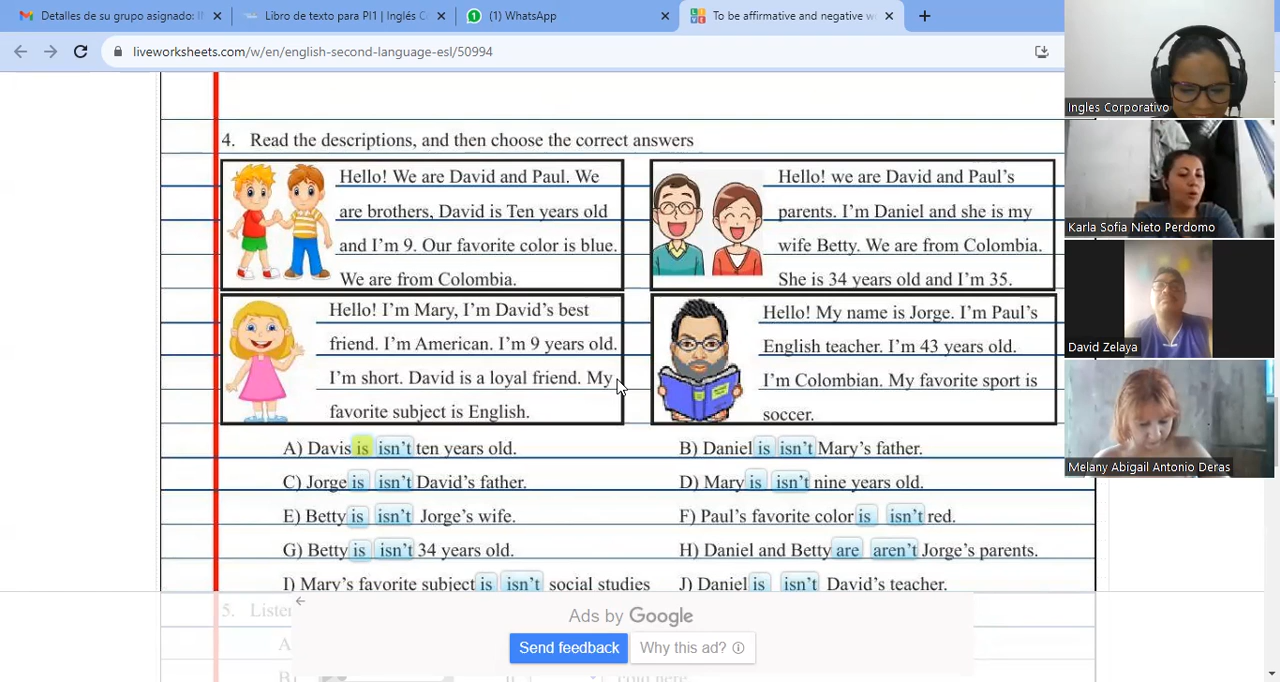 Detalles de su grupo asignado: I
Libro de texto para PI1 | Inglés C
(1) WhatsApp
To be affirmative and negative w
liveworksheets.com/w/en/english-second-language-esl/50994
4. Read the descriptions, and then choose the correct answers
Hello! We are David and Paul. We
are brothers, David is Ten years old
and I'm 7. Our favorite color is blue.
We are from Colombia.
Hello! we are David and Paul's
parents. I'm Daniel and she is my
wife Betty. We are from Colombia.
She is 34 years old and I'm 35.
Hello! I'm Mary, I'm David's best
friend. I'm American. I'm 9 years old.
I'm short. David is a loyal friend. My
favorite subject is English.
Hello! My name is Jorge. I'm Paul's
English teacher. I'm 43 years old.
I'm Colombian. My favorite sport is
soccer.
A) Davis is isn't ten years old.
B) Daniel is isn't Mary's father.
C) Jorge is isn't David's father.
D) Mary is isn't nine years old.
E) Betty is isn't Jorge's wife.
F) Paul's favorite color is isn't red.
G) Betty is isn't 34 years old.
H) Daniel and Betty are aren't Jorge's parents.
I) Mary's favorite subject is isn't social studies
J) Daniel is isn't David's teacher.
5. Listen
A
B
Ads by Google
Send feedback
Why this ad?
Ingles Corporativo
Karla Sofia Nieto Perdomo
David Zelaya
Melany Abigail Antonio Deras